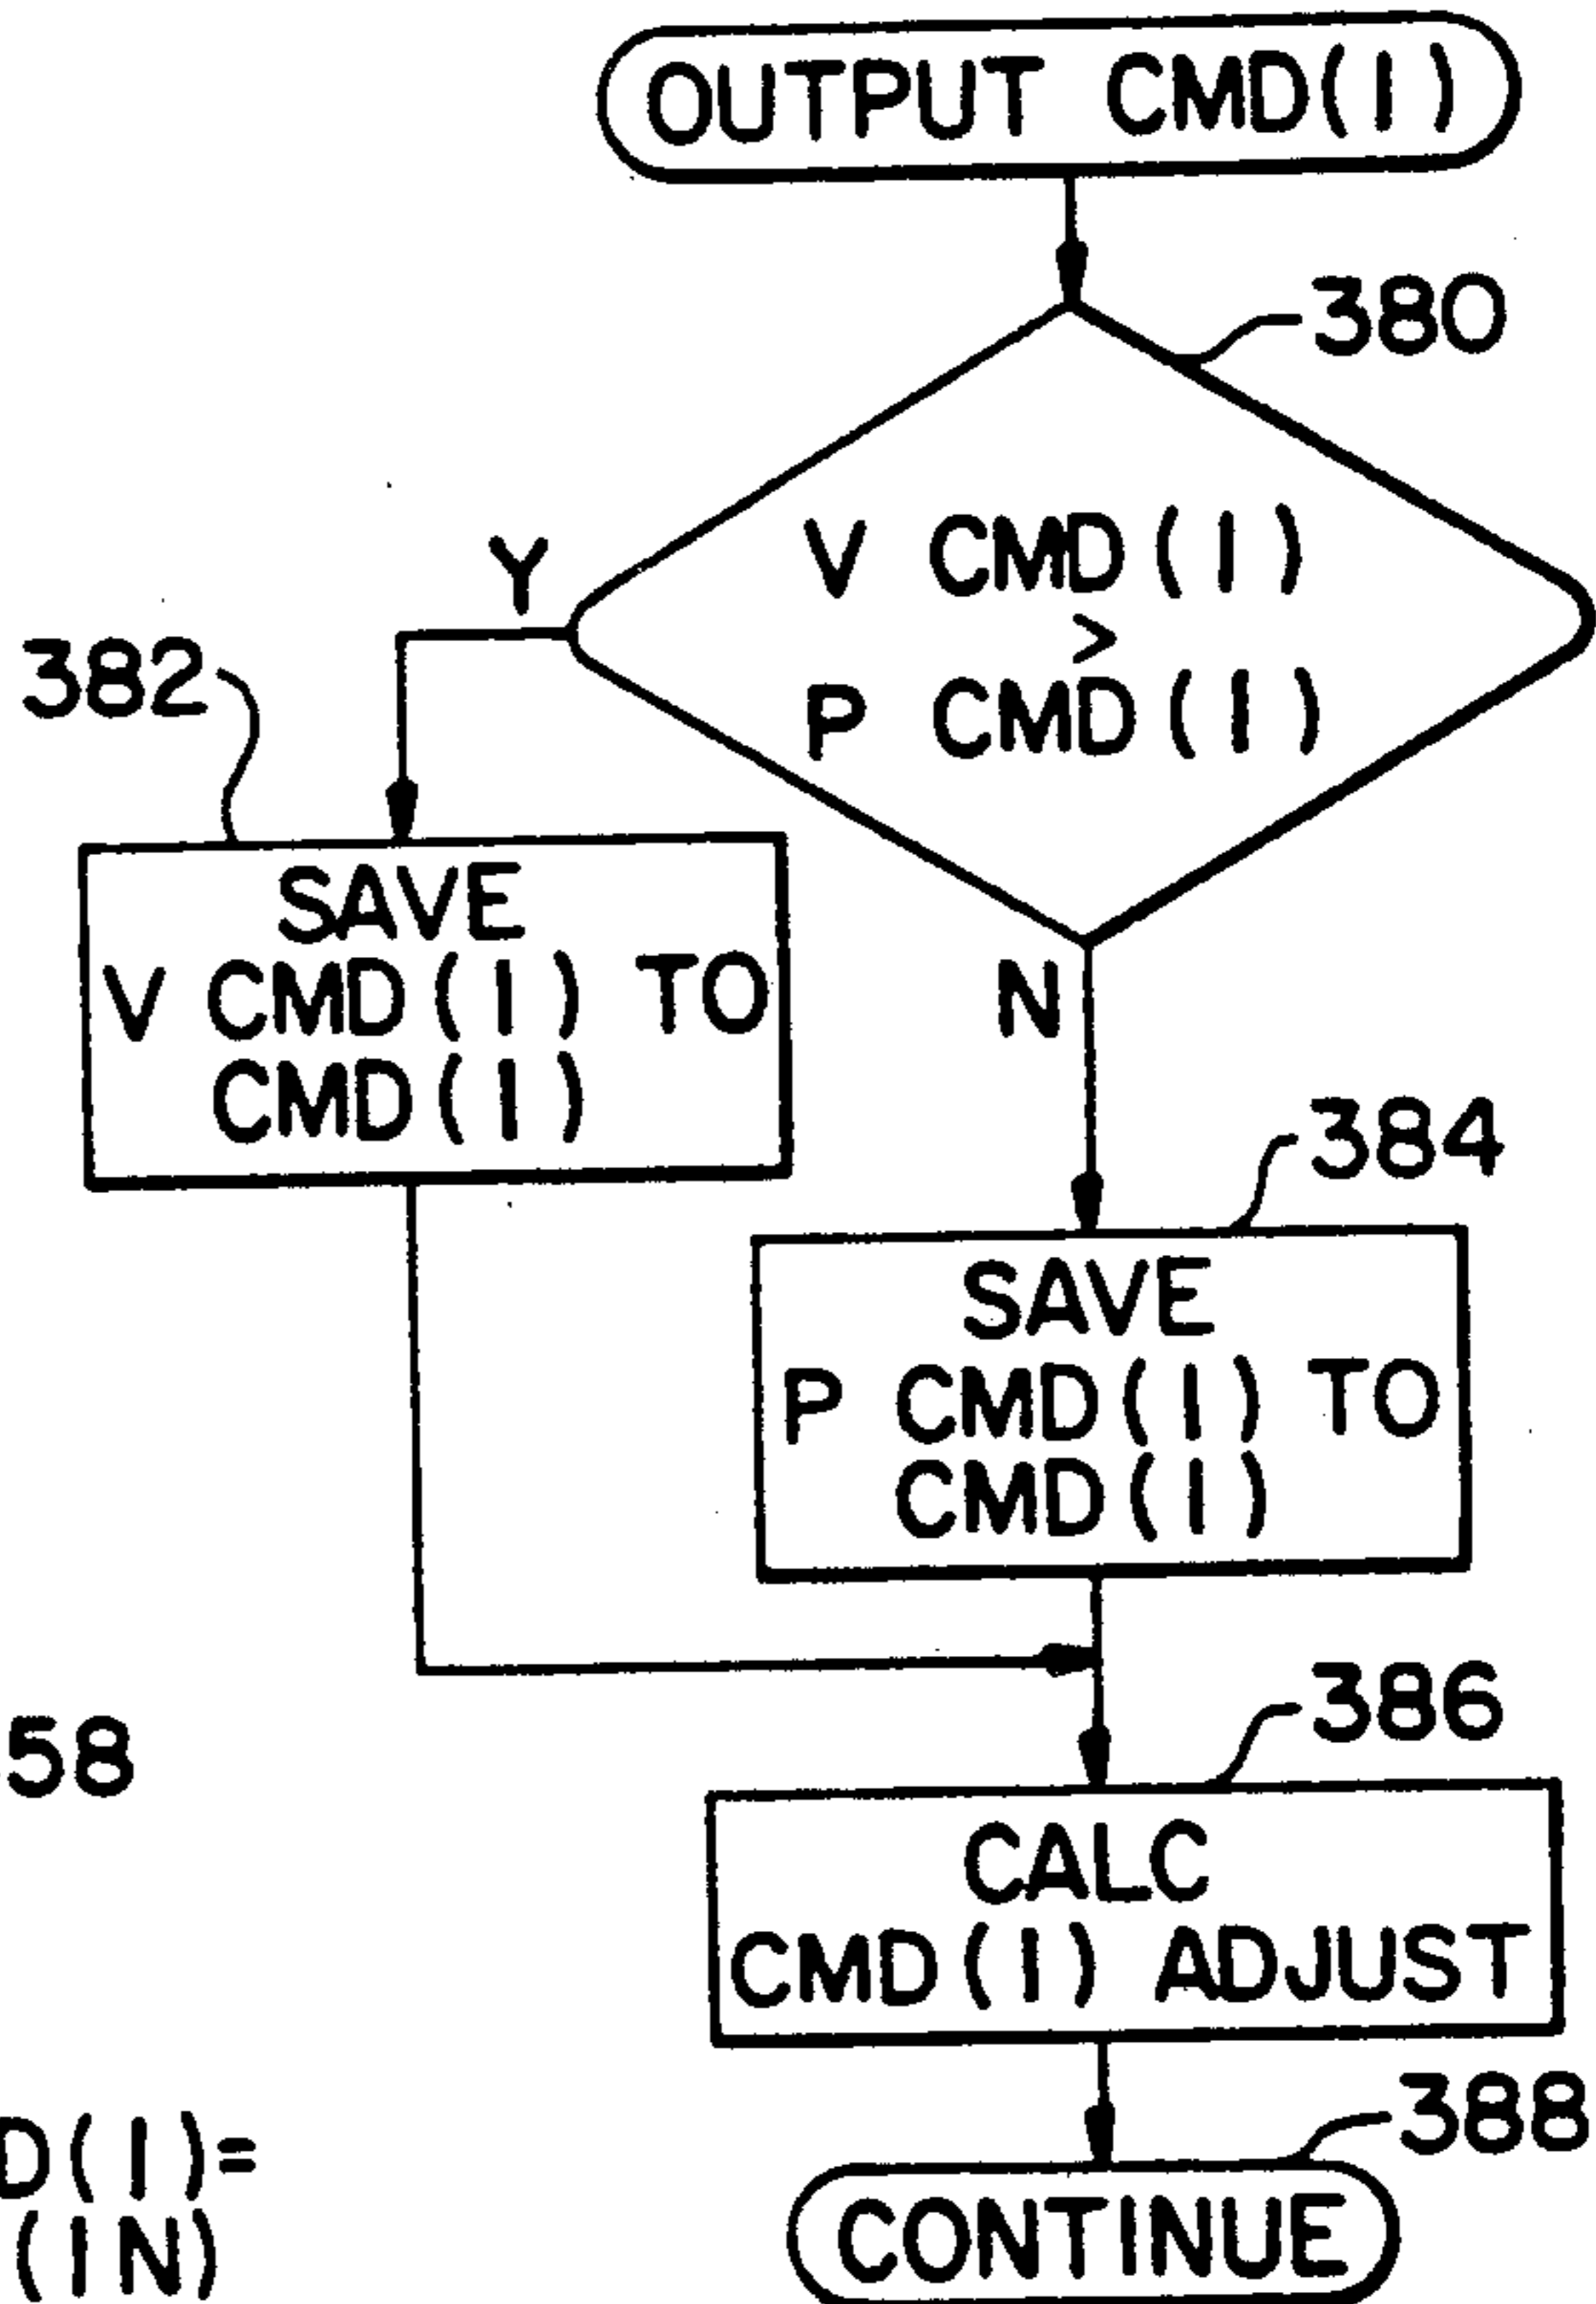 OUTPUT CMD(I)
380
V CMD(I)
>
P CMD(I)
Y
382
SAVE
V CMD(I) TO
CMD(I)
N
384
SAVE
P CMD(I) TO
CMD(I)
386
58
CALC
CMD(I) ADJUST
388
D(I)=
(IN)
CONTINUE